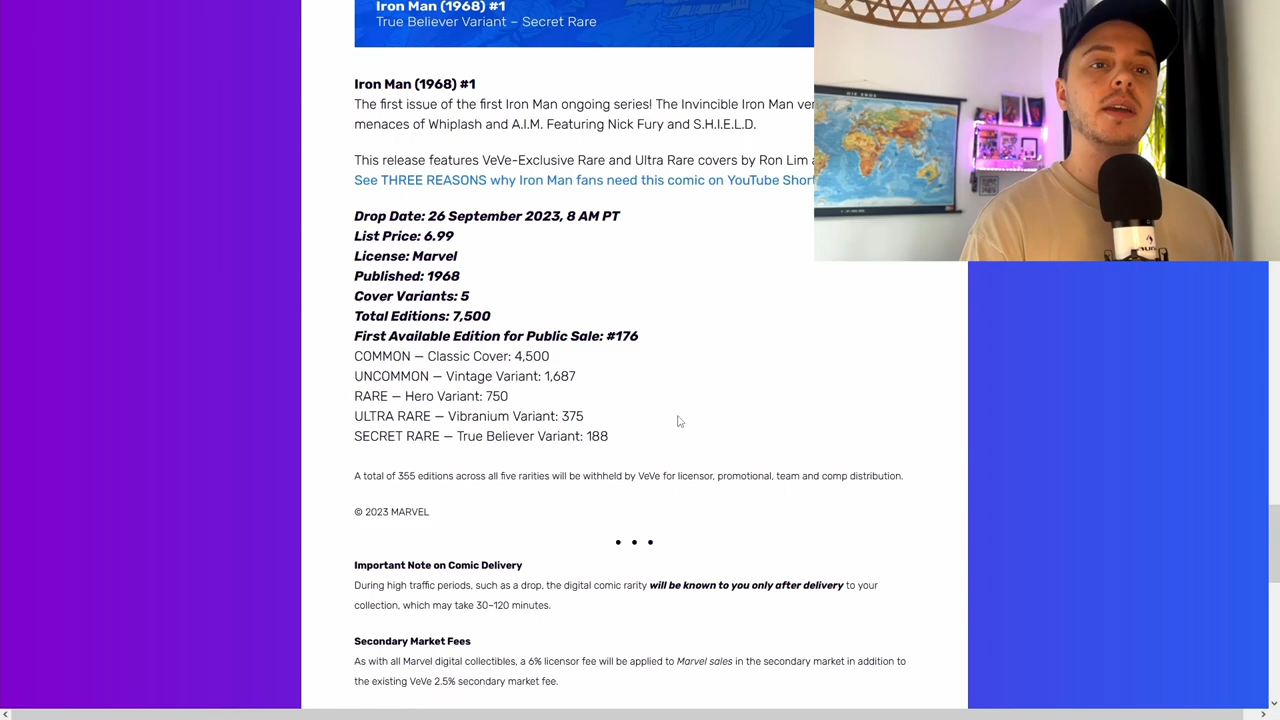 Iron Man (1968) #1
True Believer Variant – Secret Rare
Iron Man (1968) #1
The first issue of the first Iron Man ongoing series! The Invincible Iron Man
menaces of Whiplash and A.I.M. Featuring Nick Fury and S.H.I.E.L.D.
This release features VeVe-Exclusive Rare and Ultra Rare covers by Ron Lim
See THREE REASONS why Iron Man fans need this comic on YouTube
Drop Date: 26 September 2023, 8 AM PT
List Price: 6.99
License: Marvel
Published: 1968
Cover Variants: 5
Total Editions: 7,500
First Available Edition for Public Sale: #176
COMMON — Classic Cover: 4,500
UNCOMMON — Vintage Variant: 1,687
RARE — Hero Variant: 750
ULTRA RARE — Vibranium Variant: 375
SECRET RARE — True Believer Variant: 188
A total of 355 editions across all five rarities will be withheld by VeVe for licensor, promotional, team and comp distribution.
© 2023 MARVEL
• • •
Important Note on Comic Delivery
During high traffic periods, such as a drop, the digital comic rarity will be known to you only after delivery to your
collection, which may take 30–120 minutes.
Secondary Market Fees
As with all Marvel digital collectibles, a 6% licensor fee will be applied to Marvel sales in the secondary market in addition to
the existing VeVe 2.5% secondary market fee.